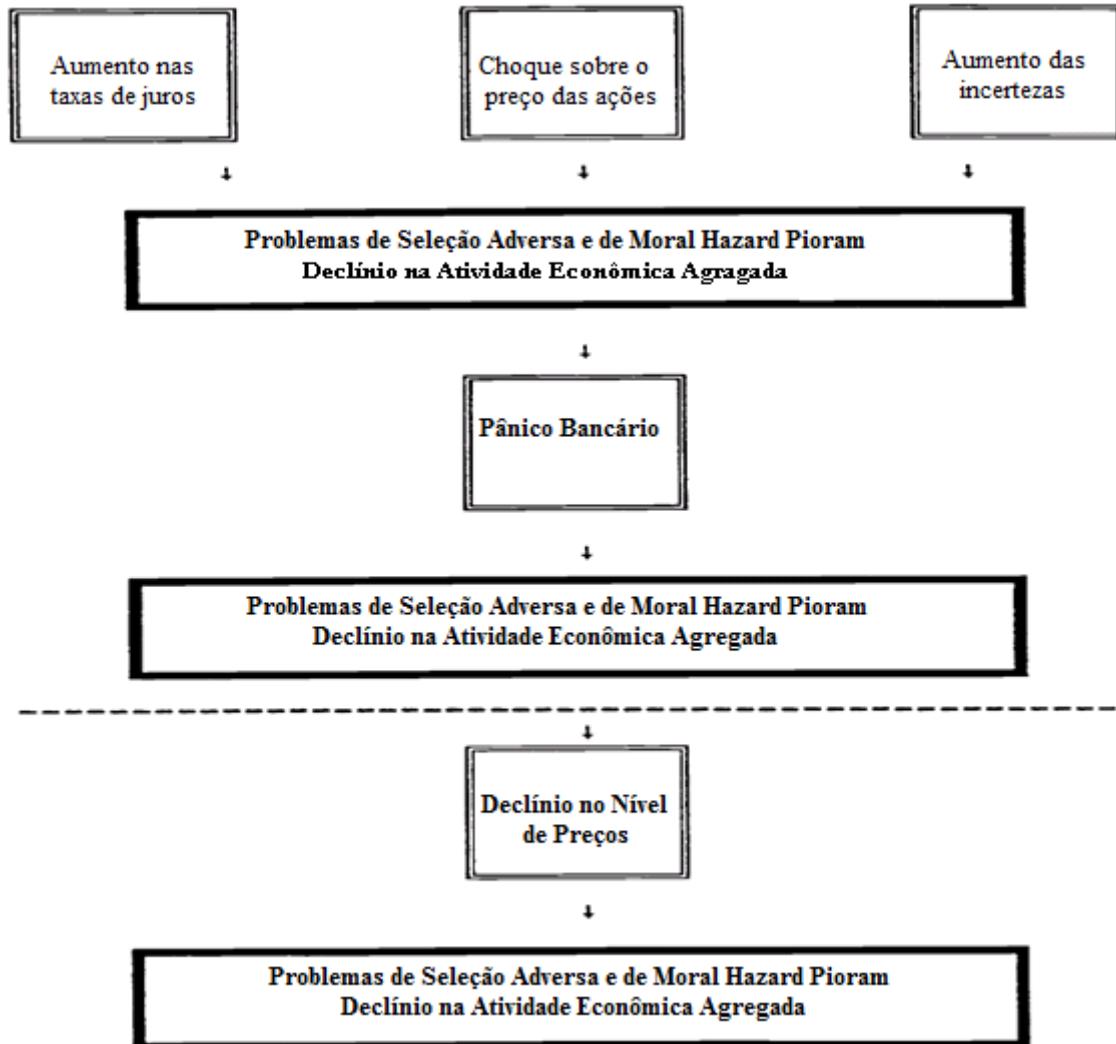 Aumento nas
taxas de juros
Choque sobre o
preço das ações
Aumento das
incertezas
Problemas de Seleção Adversa e de Moral Hazard Pioram
Declínio na Atividade Econômica Agragada
Pânico Bancário
Problemas de Seleção Adversa e de Moral Hazard Pioram
Declínio na Atividade Econômica Agregada
Declínio no Nível
de Preços
Problemas de Seleção Adversa e de Moral Hazard Pioram
Declínio na Atividade Econômica Agregada